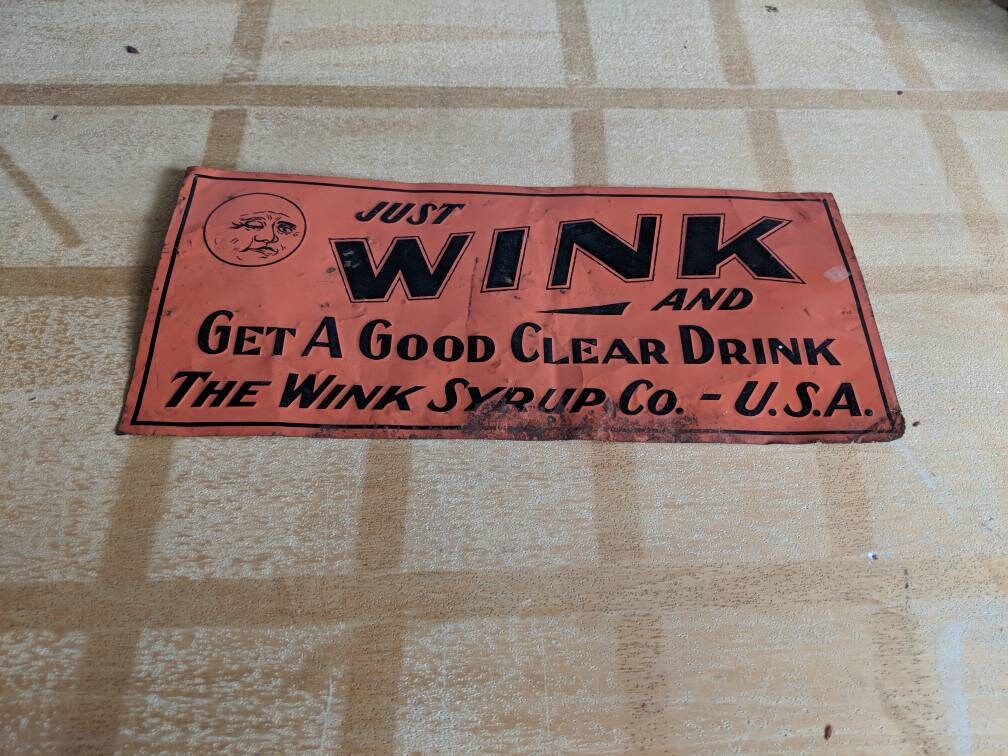 JUST
WINK
AND
GET A GOOD CLEAR DRINK
THE WINK SYRUP CO. - U.S.A.